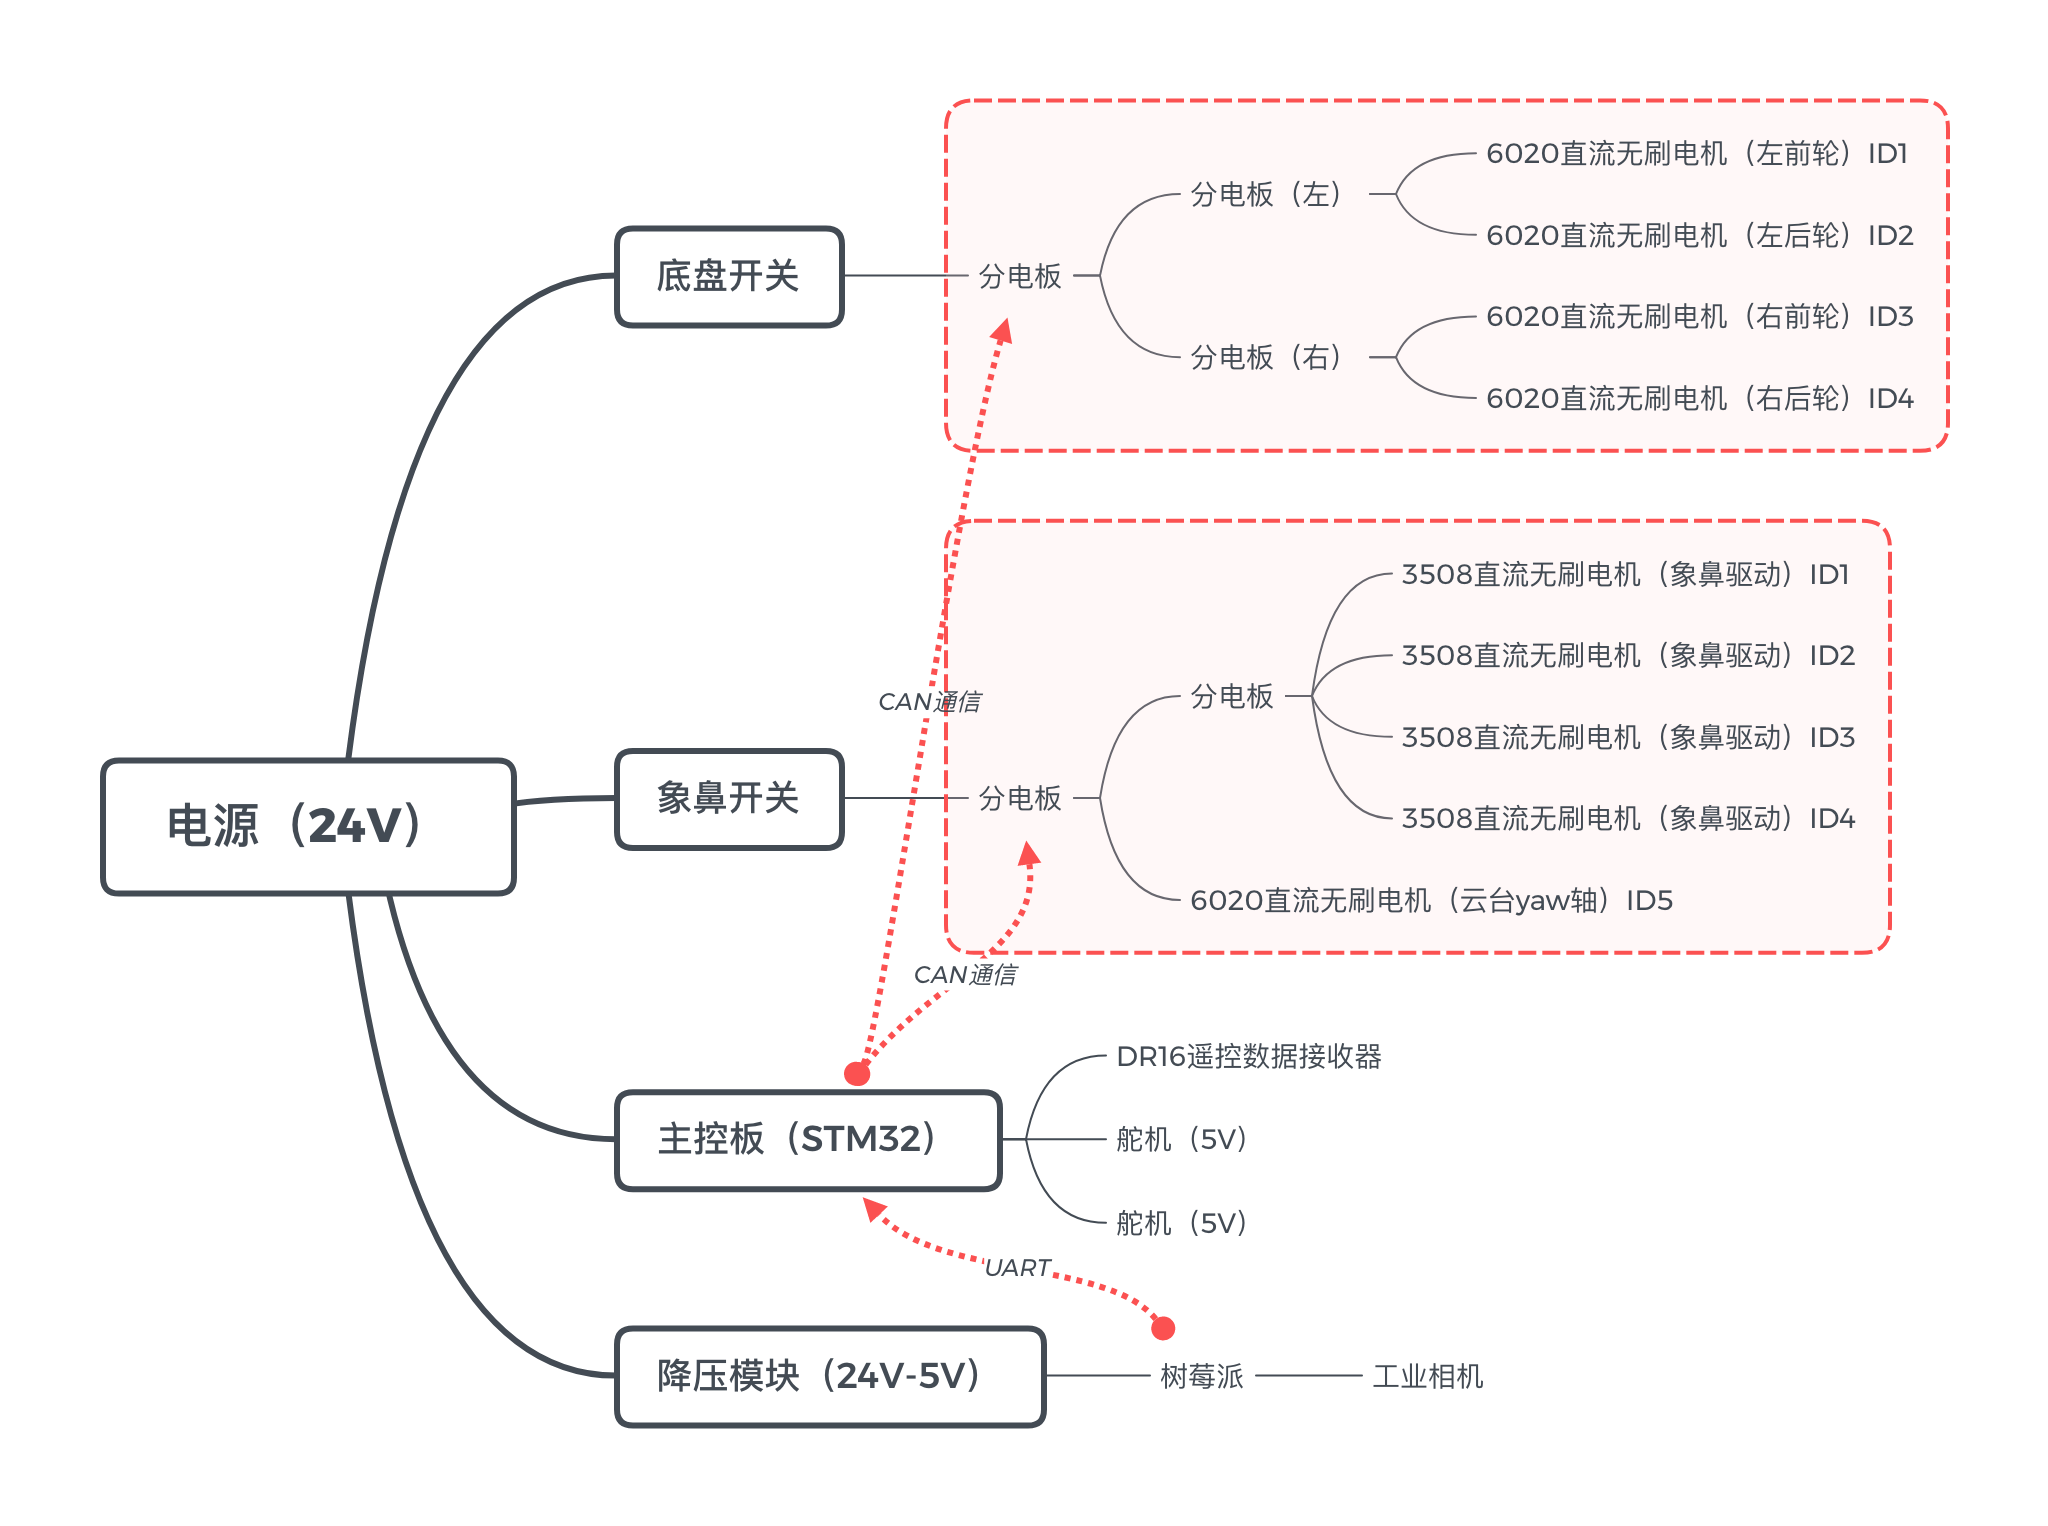 电源（24V）
底盘开关
分电板
分电板（左）
6020直流无刷电机（左前轮）ID1
6020直流无刷电机（左后轮）ID2
分电板（右）
6020直流无刷电机（右前轮）ID3
6020直流无刷电机（右后轮）ID4
CAN通信
象鼻开关
分电板
分电板
3508直流无刷电机（象鼻驱动）ID1
3508直流无刷电机（象鼻驱动）ID2
3508直流无刷电机（象鼻驱动）ID3
3508直流无刷电机（象鼻驱动）ID4
6020直流无刷电机（云台yaw轴）ID5
CAN通信
主控板（STM32）
DR16遥控数据接收器
舵机（5V）
舵机（5V）
UART
降压模块（24V-5V）
树莓派
工业相机